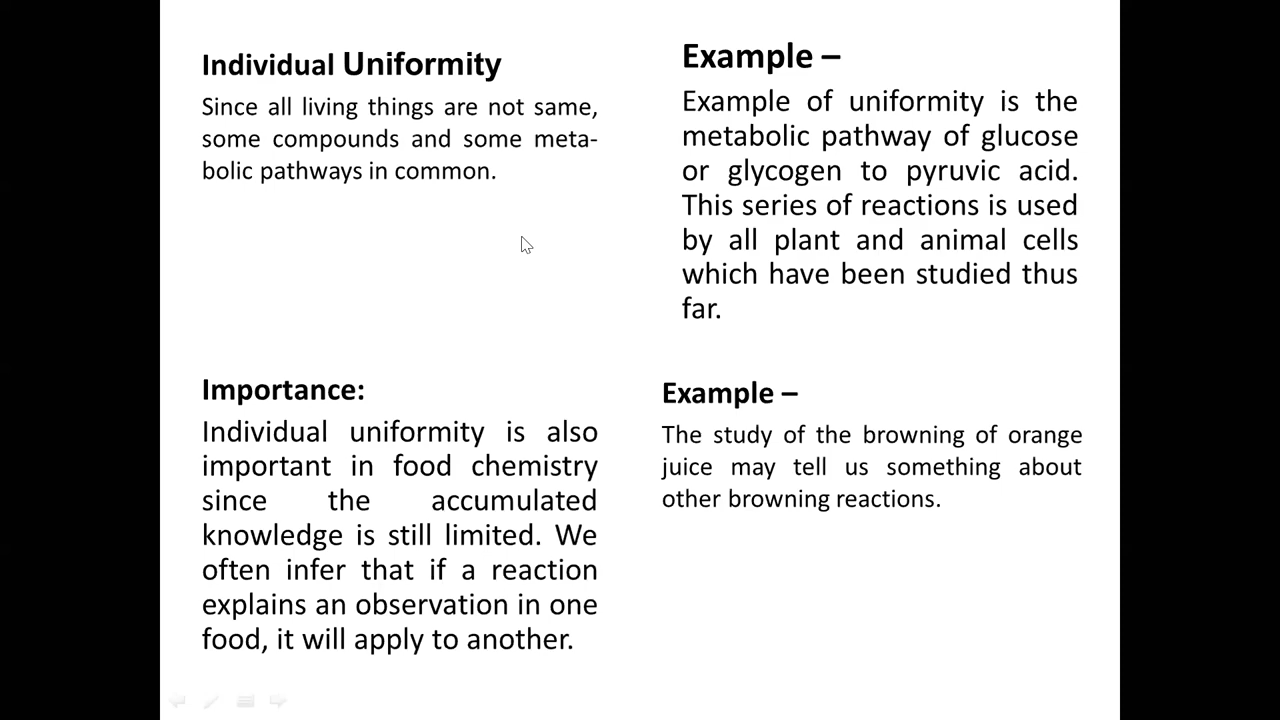 Individual Uniformity
Since all living things are not same,
some compounds and some meta-
bolic pathways in common.
Example –
Example of uniformity is the
metabolic pathway of glucose
or glycogen to pyruvic acid.
This series of reactions is used
by all plant and animal cells
which have been studied thus
far.
Importance:
Individual uniformity is also
important in food chemistry
since the accumulated
knowledge is still limited. We
often infer that if a reaction
explains an observation in one
food, it will apply to another.
Example –
The study of the browning of orange
juice may tell us something about
other browning reactions.